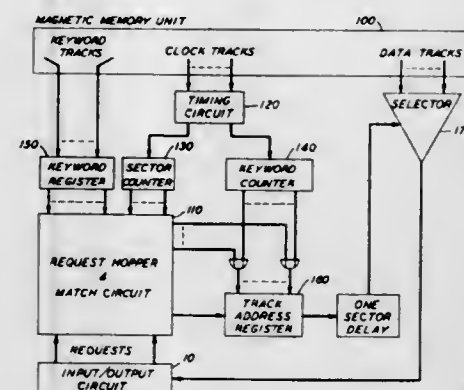 MAGNETIC MEMORY UNIT
100
KEYWORD
TRACKS
CLOCK TRACKS
DATA TRACKS
TIMING
CIRCUIT
120
SELECTOR
17
150
130
140
KEYWORD
REGISTER
SECTOR
COUNTER
KEYWORD
COUNTER
110
REQUEST HOPPER
&
MATCH CIRCUIT
160
TRACK
ADDRESS
REGISTER
ONE
SECTOR
DELAY
REQUESTS
10
INPUT/OUTPUT
CIRCUIT